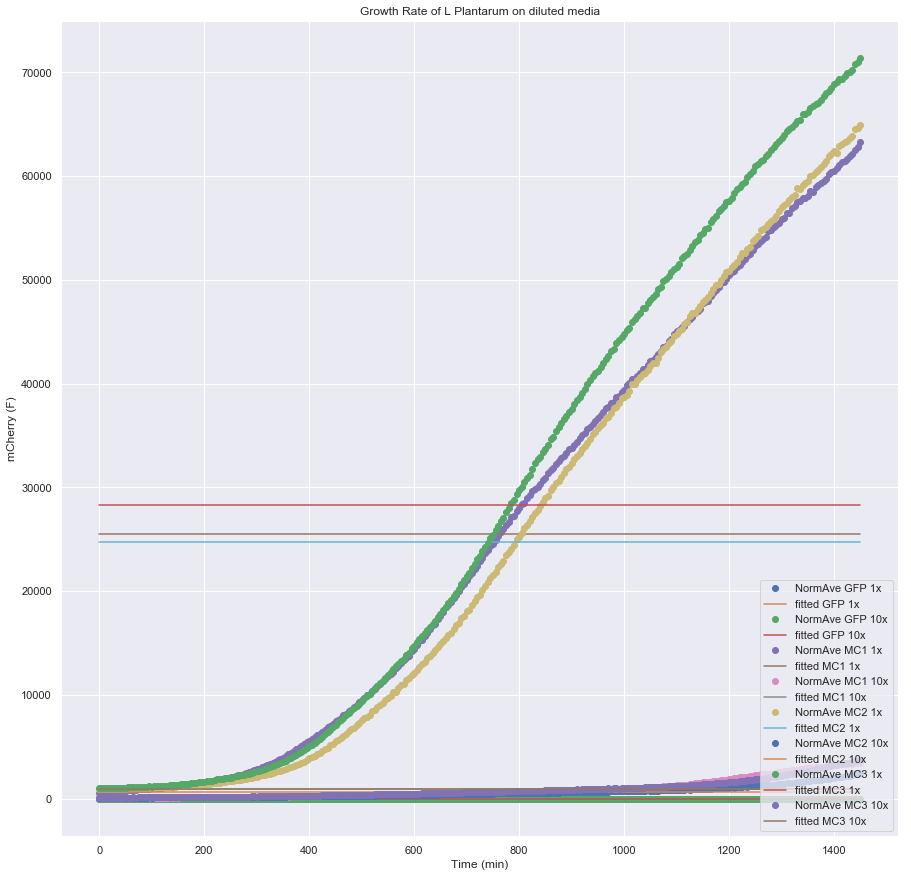 Growth Rate of L Plantarum on diluted media
70000
60000
50000
40000
30000
20000
10000
0
mCherry (F)
0 200 400 600 800 1000 1200 1400
Time (min)
NormAve GFP 1x
fitted GFP 1x
NormAve GFP 10x
fitted GFP 10x
NormAve MC1 1x
fitted MC1 1x
NormAve MC1 10x
fitted MC1 10x
NormAve MC2 1x
fitted MC2 1x
NormAve MC2 10x
fitted MC2 10x
NormAve MC3 1x
fitted MC3 1x
NormAve MC3 10x
fitted MC3 10x